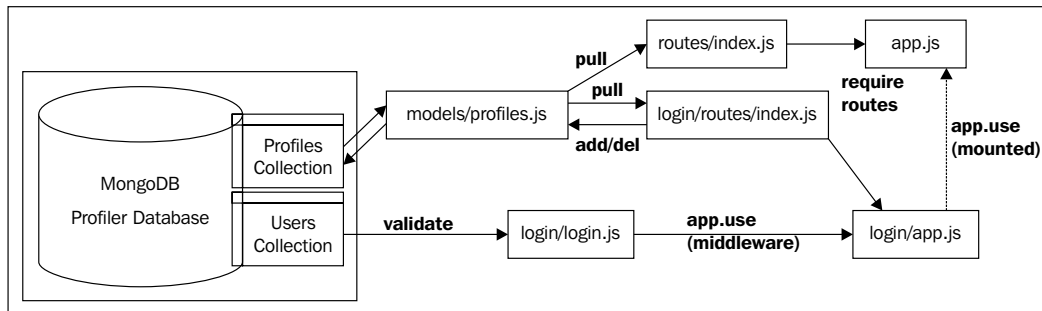 routes/index.js
app.js
pull
require
routes
pull
models/profiles.js
login/routes/index.js
add/del
app.use
(mounted)
Profiles
Collection
MongoDB
Profiler Database
Users
Collection
validate
login/login.js
app.use
(middleware)
login/app.js